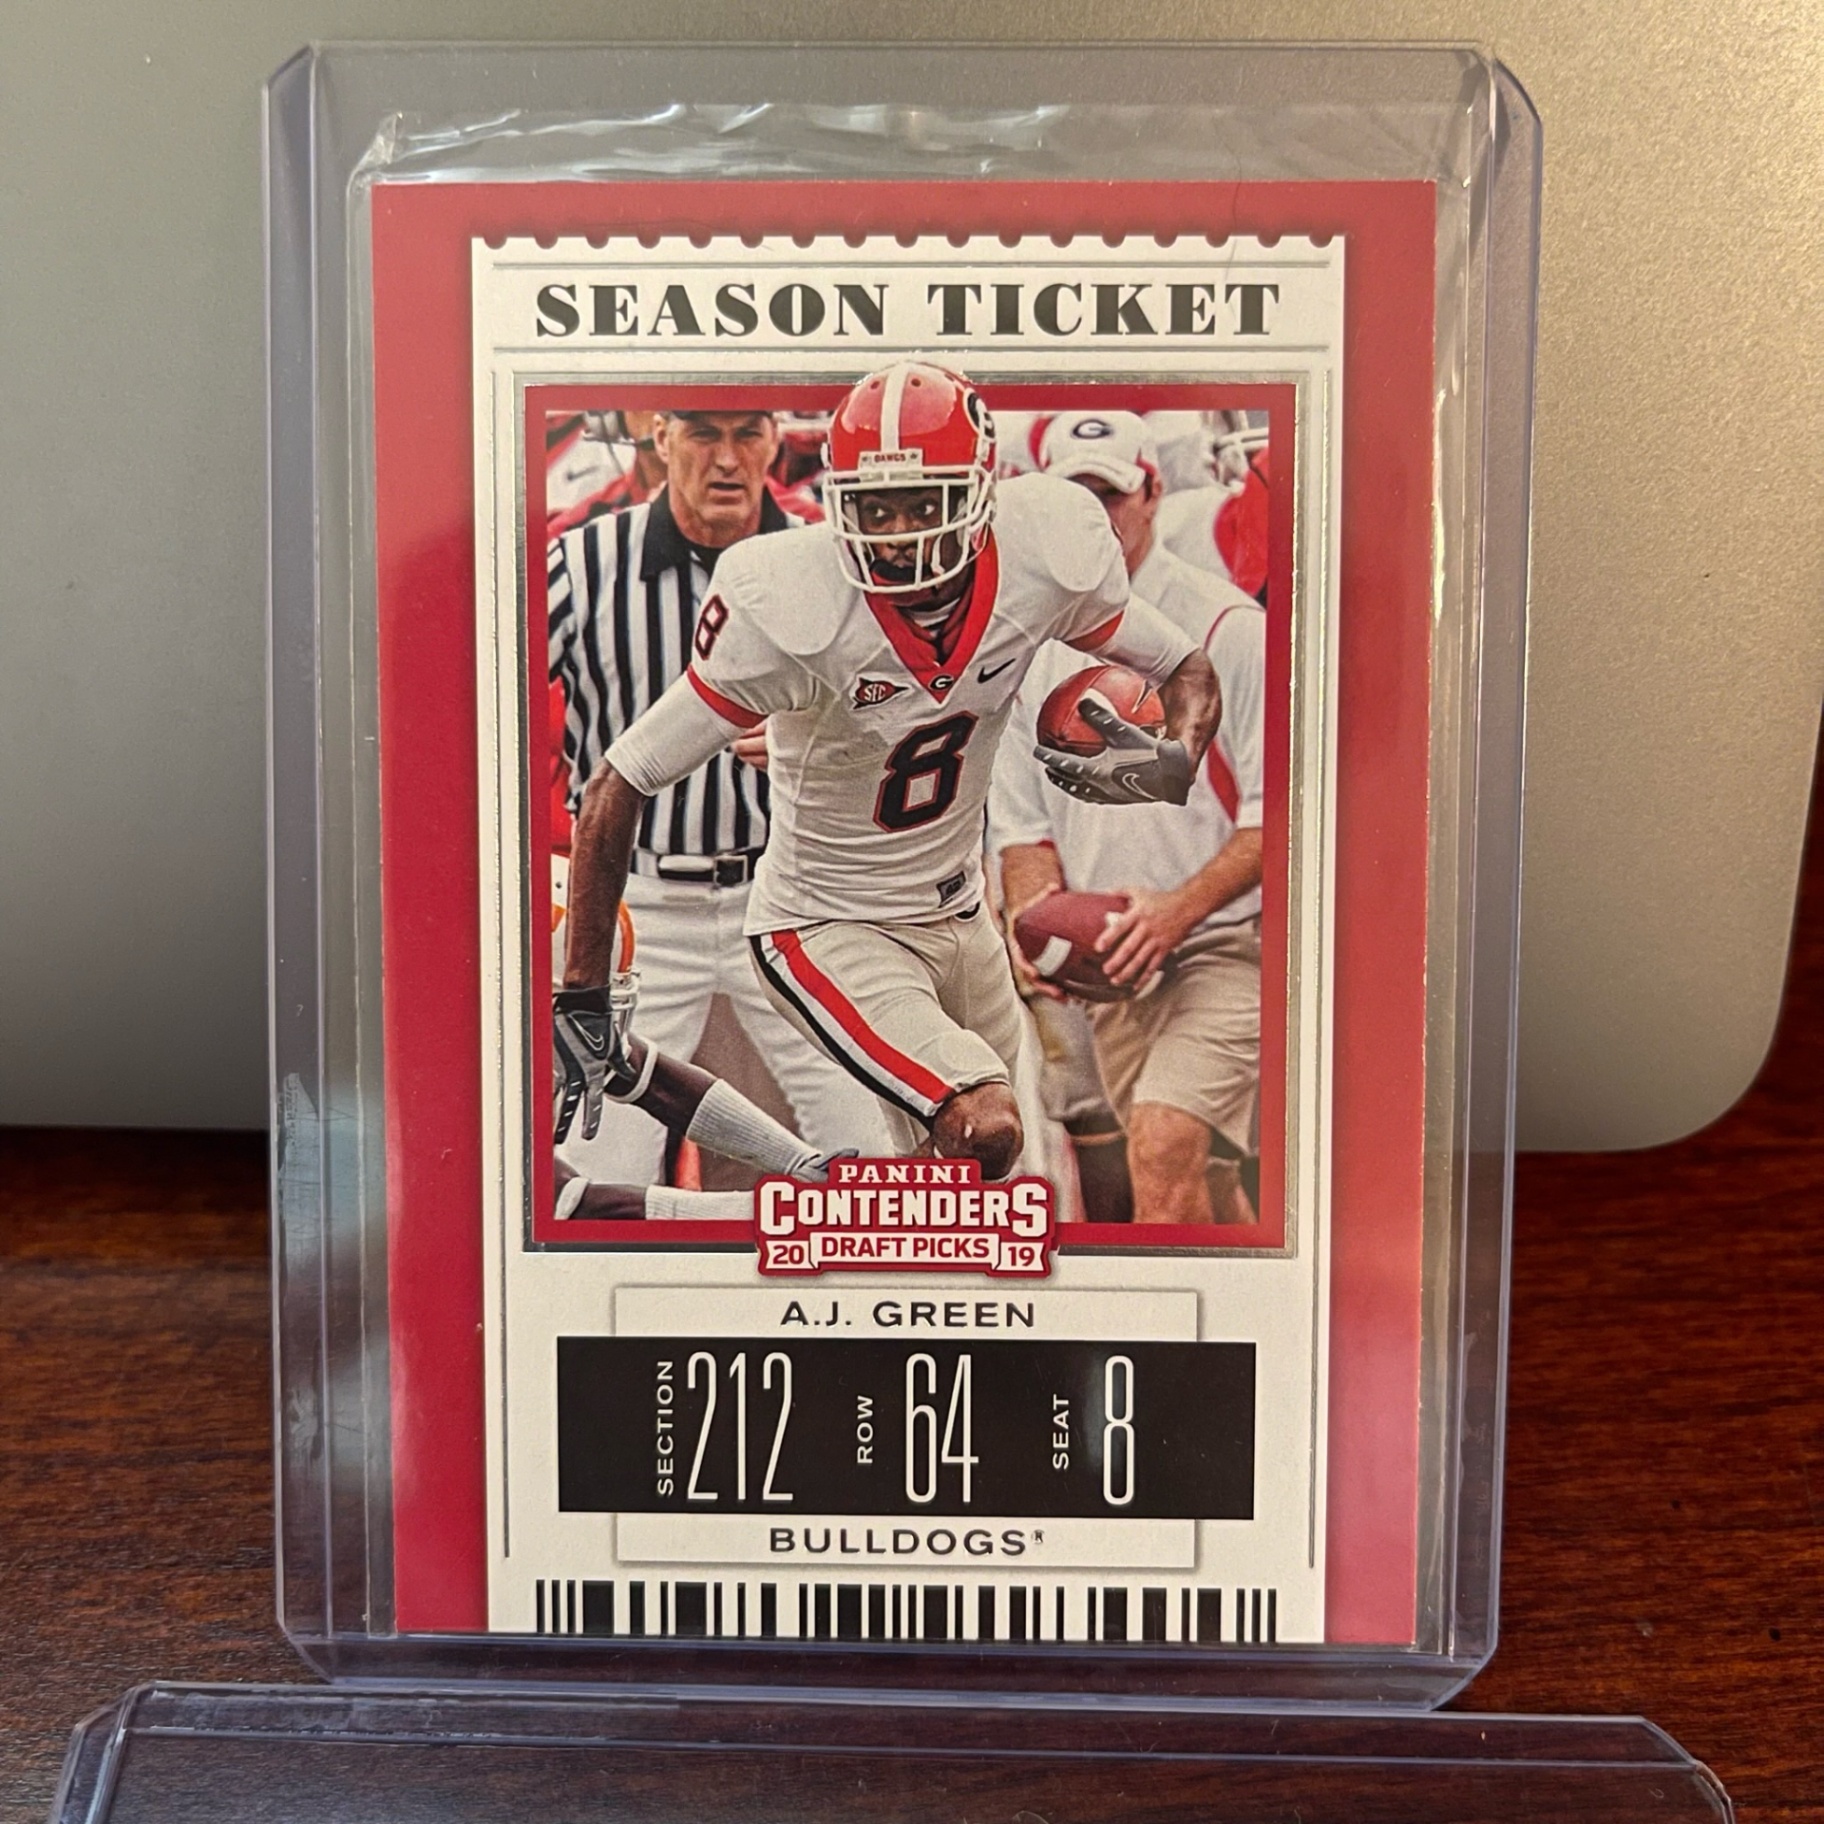 SEASON TICKET
DAWGS
8
SEC
G
8
G
PANINI
CONTENDERS
20 DRAFT PICKS 19
A.J. GREEN
SECTION 212 ROW 64 SEAT 8
BULLDOGS®